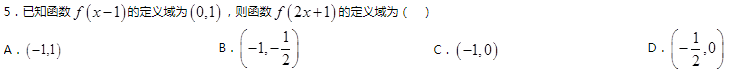 5．已知函数 f(x−1)的定义域为(0,1)，则函数 f(2x+1)的定义域为（　）
A．(−1,1)　B．(−1,−1/2)　C．(−1,0)　D．(−1/2,0)